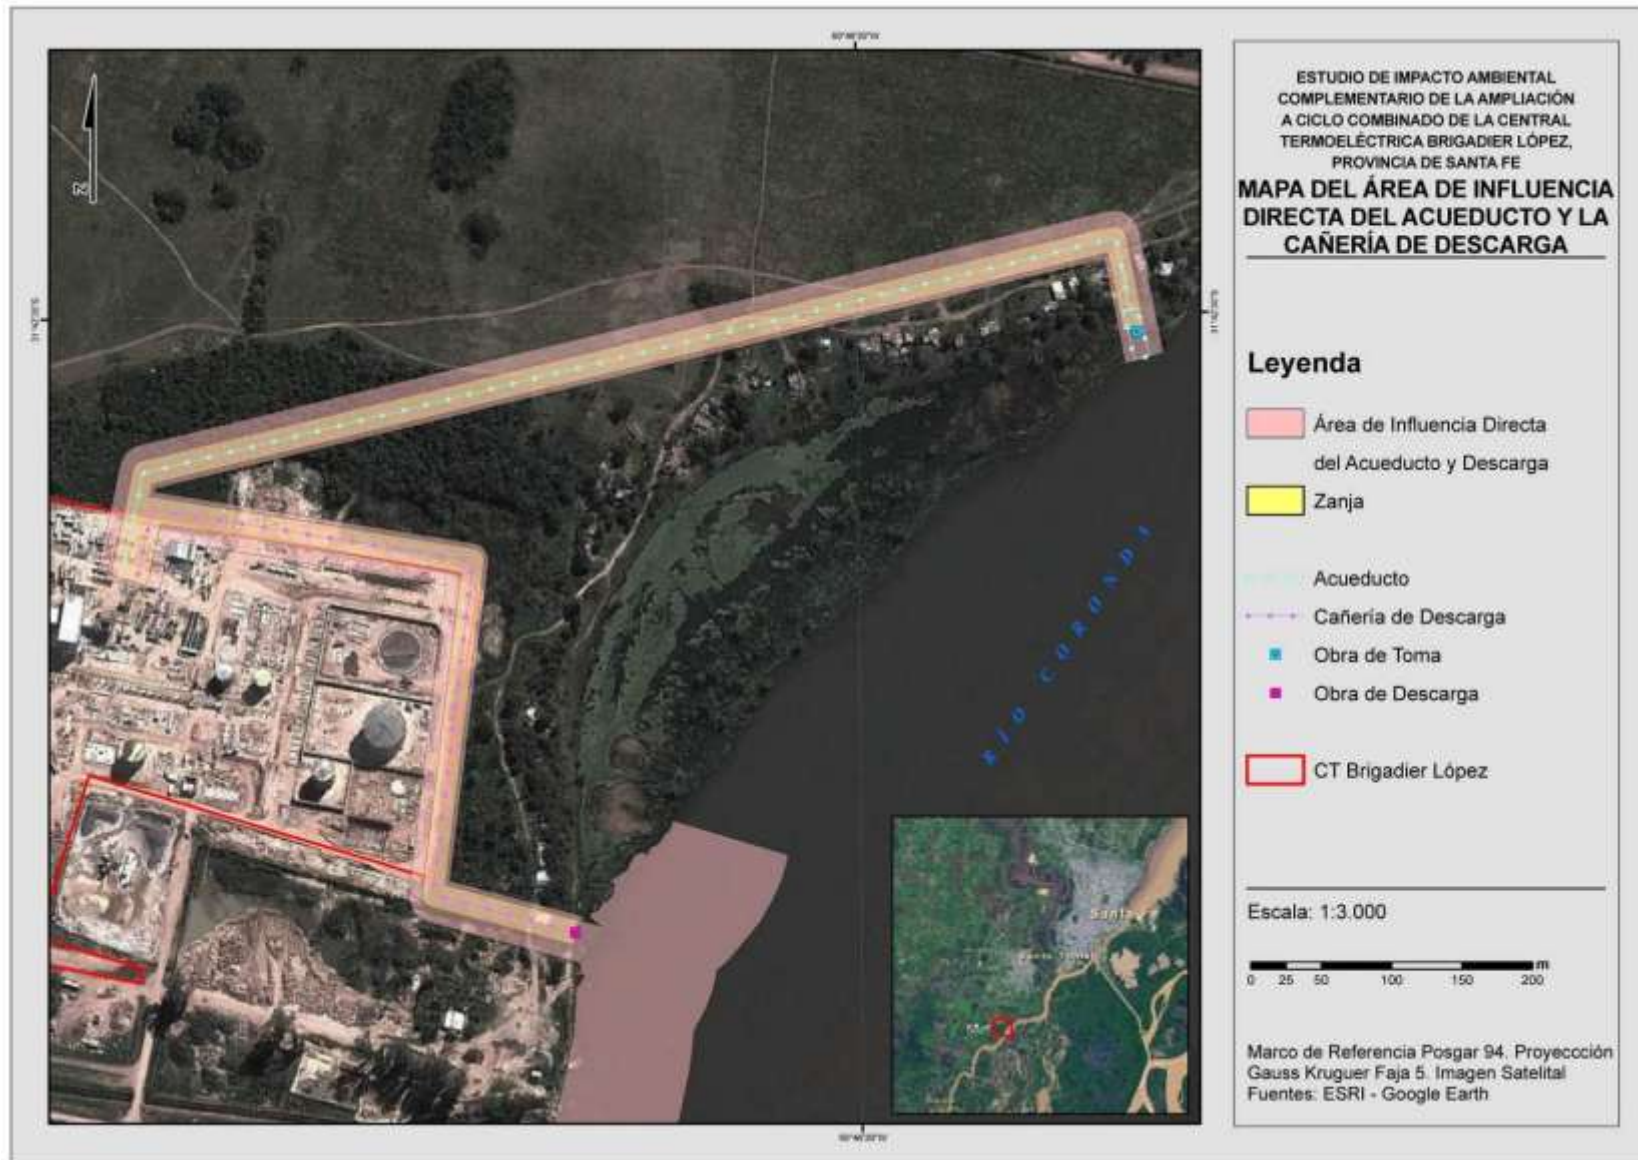 ESTUDIO DE IMPACTO AMBIENTAL
COMPLEMENTARIO DE LA AMPLIACIÓN
A CICLO COMBINADO DE LA CENTRAL
TERMOELÉCTRICA BRIGADIER LÓPEZ,
PROVINCIA DE SANTA FE
MAPA DEL ÁREA DE INFLUENCIA
DIRECTA DEL ACUEDUCTO Y LA
CAÑERÍA DE DESCARGA
Leyenda
Área de Influencia Directa
del Acueducto y Descarga
Zanja
Acueducto
Cañería de Descarga
Obra de Toma
Obra de Descarga
CT Brigadier López
Escala: 1:3.000
m
0 25 50 100 150 200
Marco de Referencia Posgar 94. Proyeccción
Gauss Kruguer Faja 5. Imagen Satelital
Fuentes: ESRI - Google Earth
N
RÍO CORONDA
Santa